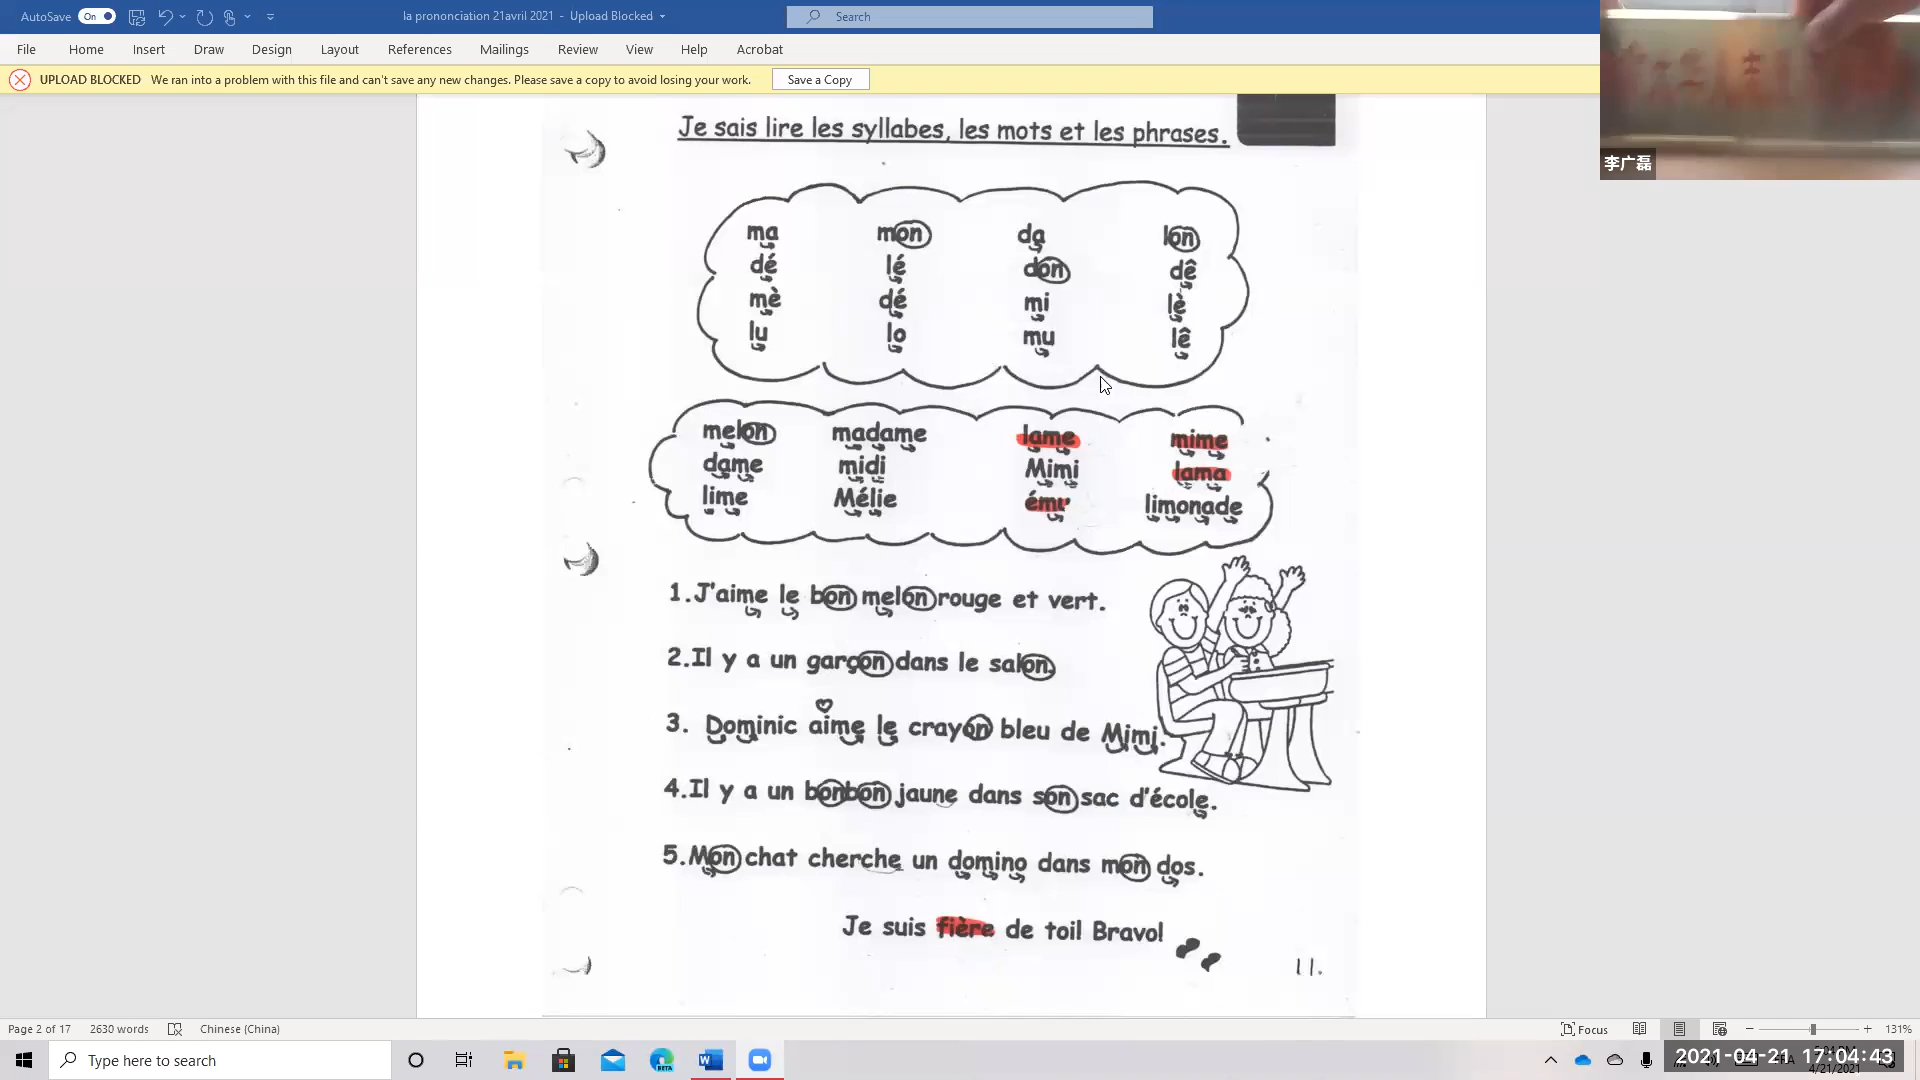 AutoSave On la prononciation 21avril 2021 - Upload Blocked Search
File Home Insert Draw Design Layout References Mailings Review View Help Acrobat
UPLOAD BLOCKED We ran into a problem with this file and can't save any new changes. Please save a copy to avoid losing your work. Save a Copy
李广磊
Je sais lire les syllabes, les mots et les phrases.
ma mon da lon
dé lé don dê
mè dé mi lè
lu lo mu lê
melon madame lame mime
dame midi Mimi lama
lime Mélie ému limonade
1.J'aime le bon melon rouge et vert.
2.Il y a un garçon dans le salon.
3. Dominic aime le crayon bleu de Mimi.
4.Il y a un bonbon jaune dans son sac d'école.
5.Mon chat cherche un domino dans mon dos.
Je suis fière de toi! Bravo!
11.
Page 2 of 17 2630 words Chinese (China) Focus 131%
Type here to search
2021-04-21 17:04:43
4/21/2021